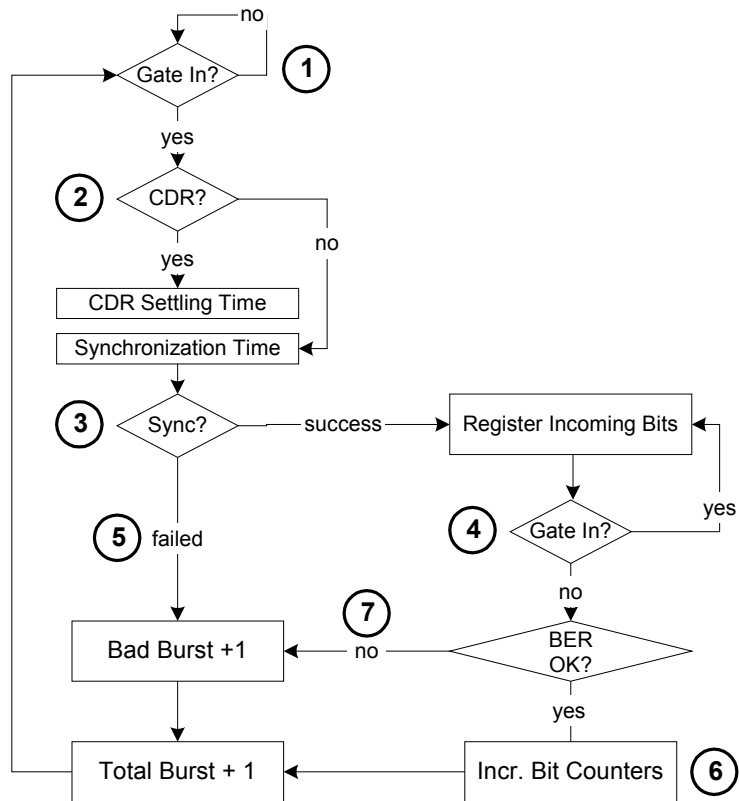 no
Gate In?
1
yes
2
CDR?
no
yes
CDR Settling Time
Synchronization Time
3
Sync?
success
Register Incoming Bits
yes
4
Gate In?
5
failed
no
7
Bad Burst +1
no
BER
OK?
yes
Total Burst + 1
Incr. Bit Counters
6